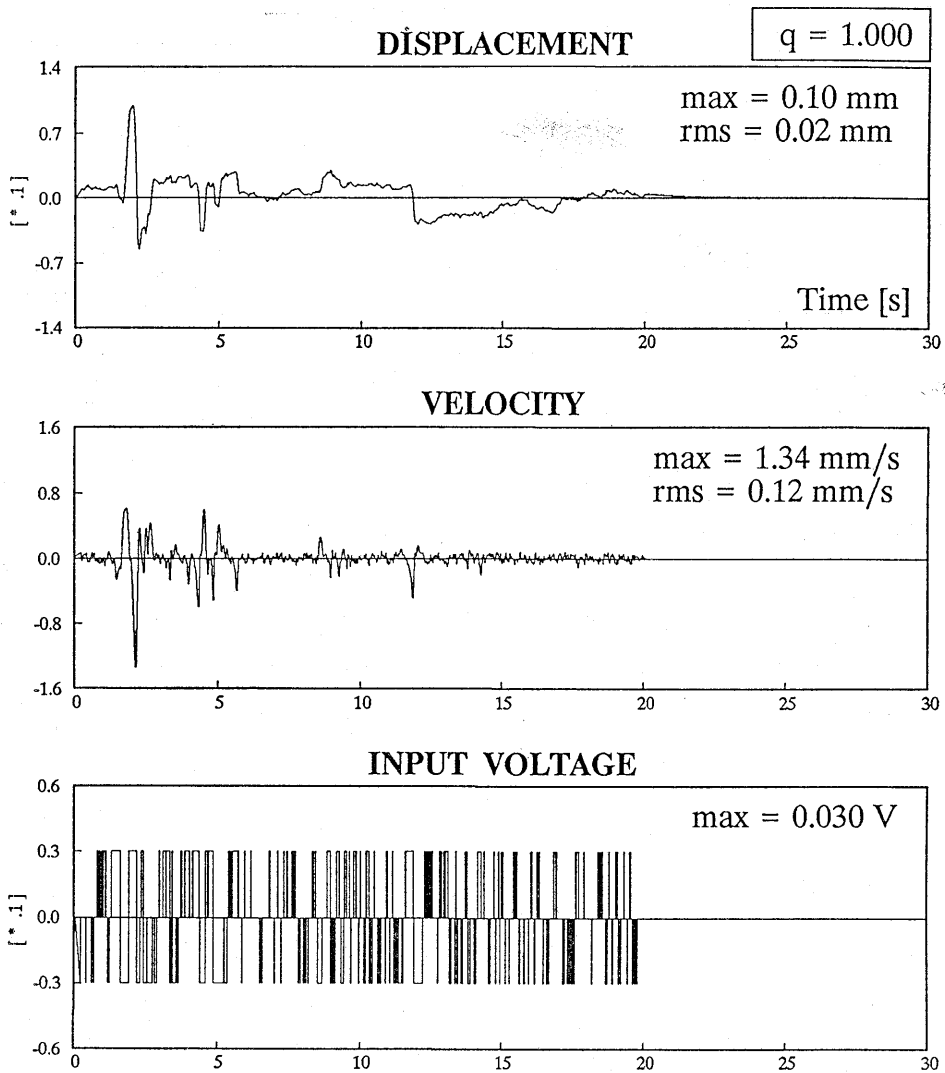 DISPLACEMENT
q = 1.000
1.4
0.7
0.0
-0.7
-1.4
[ * .1 ]
max = 0.10 mm
rms = 0.02 mm
Time [s]
0 5 10 15 20 25 30
VELOCITY
1.6
0.8
0.0
-0.8
-1.6
max = 1.34 mm/s
rms = 0.12 mm/s
0 5 10 15 20 25 30
INPUT VOLTAGE
0.6
0.3
0.0
-0.3
-0.6
[ * .1 ]
max = 0.030 V
0 5 10 15 20 25 30